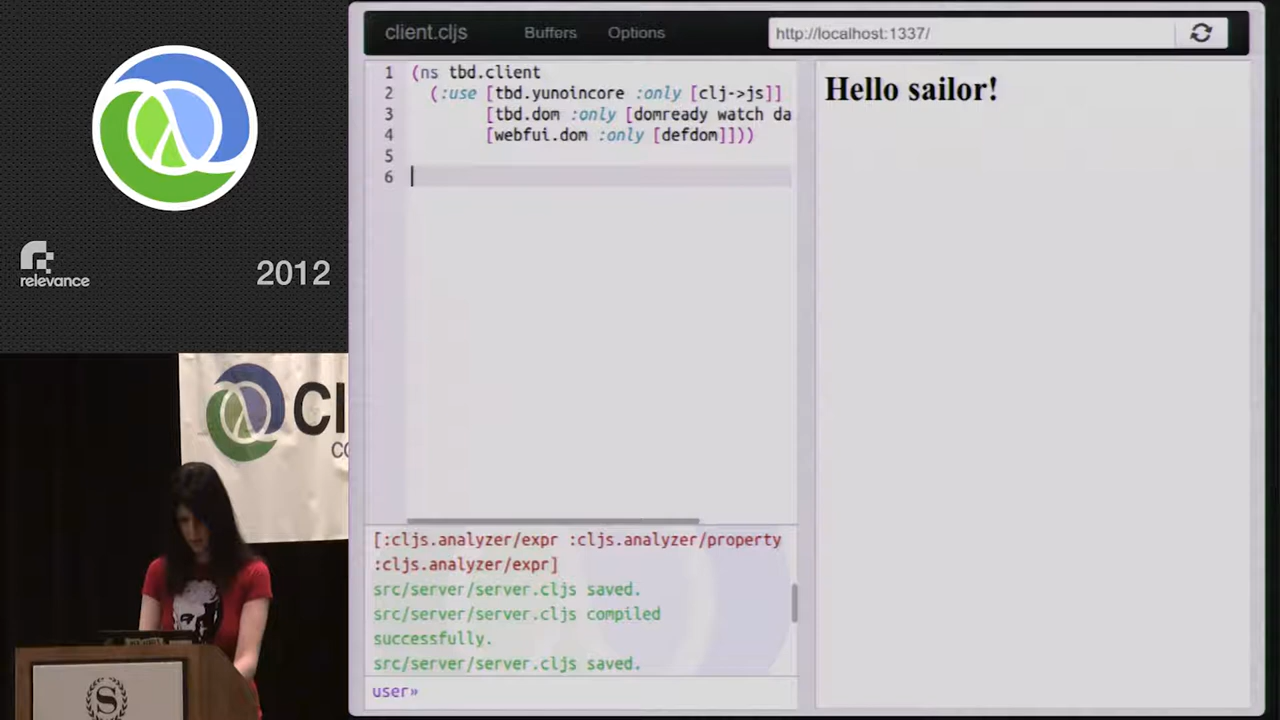 relevance
2012
Cl
CO
S
client.cljs
Buffers
Options
http://localhost:1337/
1 (ns tbd.client
2 (:use [tbd.yunoincore :only [clj->js]]
3 [tbd.dom :only [domready watch da
4 [webfui.dom :only [defdom]]))
5
6
[:cljs.analyzer/expr :cljs.analyzer/property
:cljs.analyzer/expr]
src/server/server.cljs saved.
src/server/server.cljs compiled
successfully.
src/server/server.cljs saved.
user»
Hello sailor!